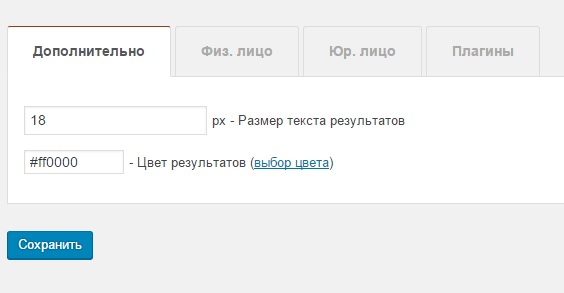 Дополнительно Физ. лицо Юр. лицо Плагины
18 px - Размер текста результатов
#ff0000 - Цвет результатов (выбор цвета)
Сохранить